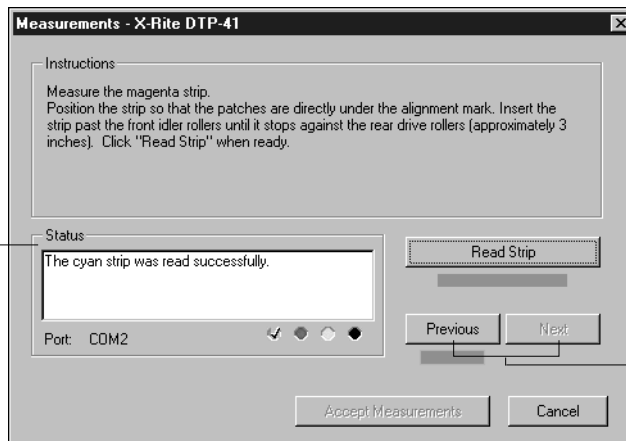 Measurements - X-Rite DTP-41
Instructions
Measure the magenta strip.
Position the strip so that the patches are directly under the alignment mark. Insert the
strip past the front idler rollers until it stops against the rear drive rollers (approximately 3
inches). Click "Read Strip" when ready.
Status
The cyan strip was read successfully.
Port: COM2
Read Strip
Previous
Next
Accept Measurements
Cancel